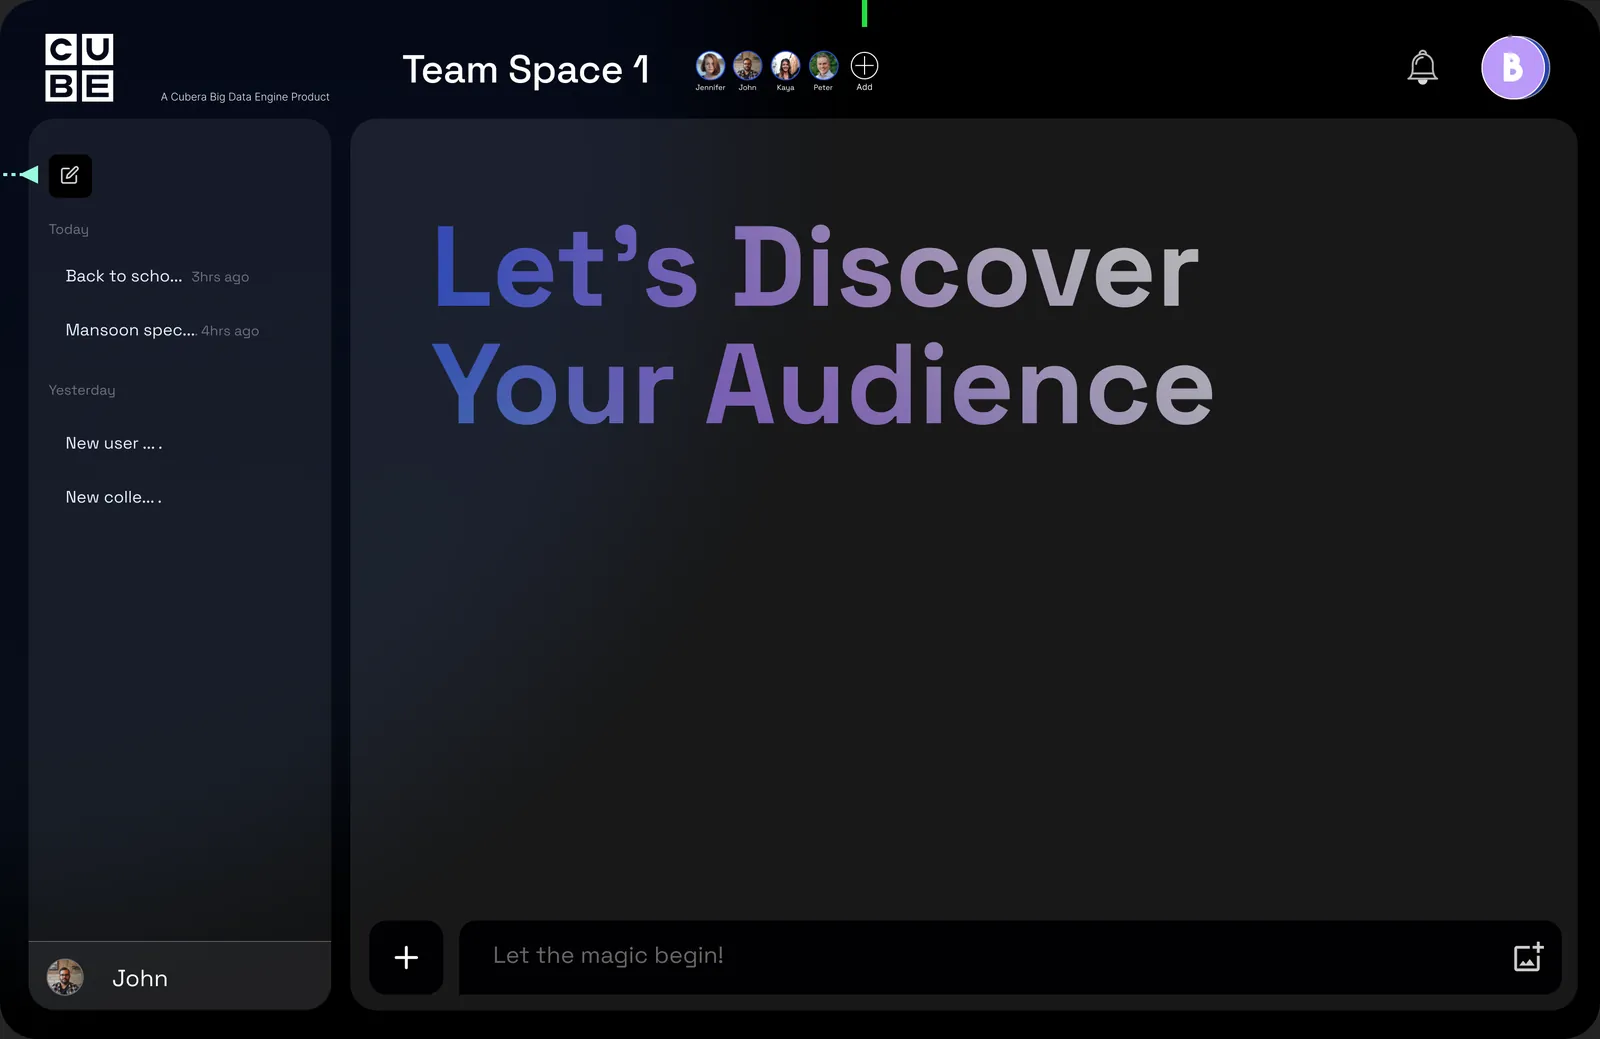 CU
BE
A Cubera Big Data Engine Product
Team Space 1
Jennifer
John
Kaya
Peter
Add
B
Today
Back to scho... 3hrs ago
Mansoon spec.... 4hrs ago
Yesterday
New user ... .
New colle... .
Let's Discover
Your Audience
Let the magic begin!
John